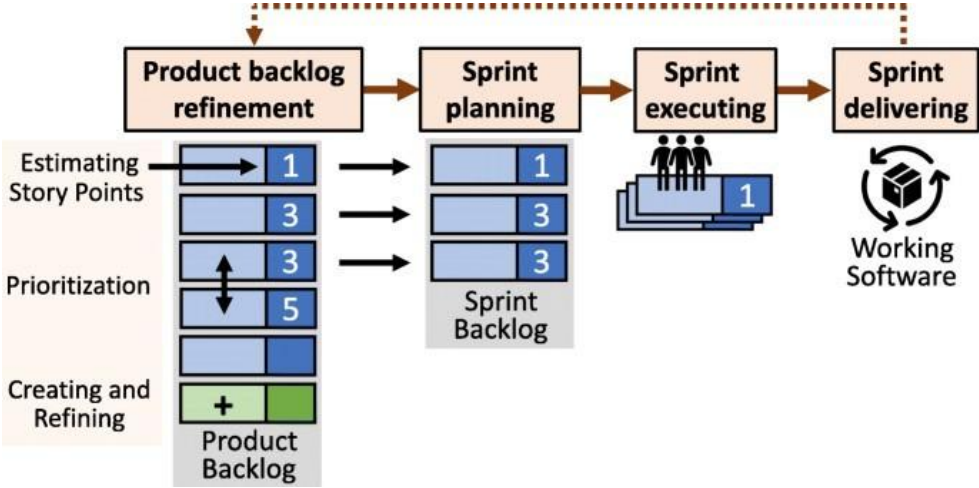 Product backlog
refinement
Sprint
planning
Sprint
executing
Sprint
delivering
Estimating
Story Points
Prioritization
Creating and
Refining
1
3
3
5
+
Product
Backlog
1
3
3
Sprint
Backlog
1
Working
Software